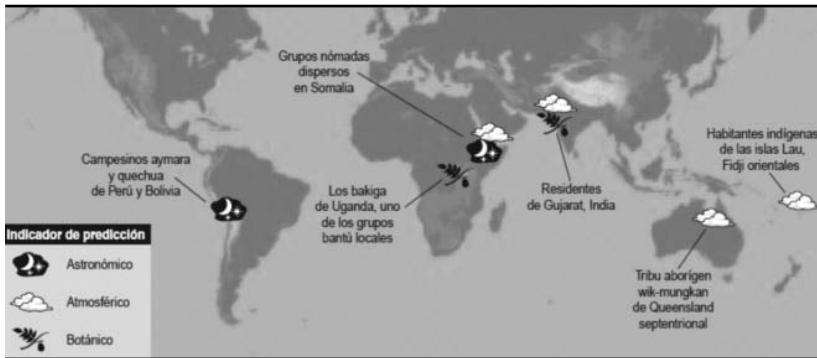 Grupos nómadas
dispersos
en Somalia
Campesinos aymara
y quechua
de Perú y Bolivia
Los bakiga
de Uganda, uno
de los grupos
bantú locales
Residentes
de Gujarat, India
Habitantes indígenas
de las islas Lau,
Fidji orientales
Tribu aborígen
wik-mungkan
de Queensland
septentrional
Indicador de predicción
Astronómico
Atmosférico
Botánico